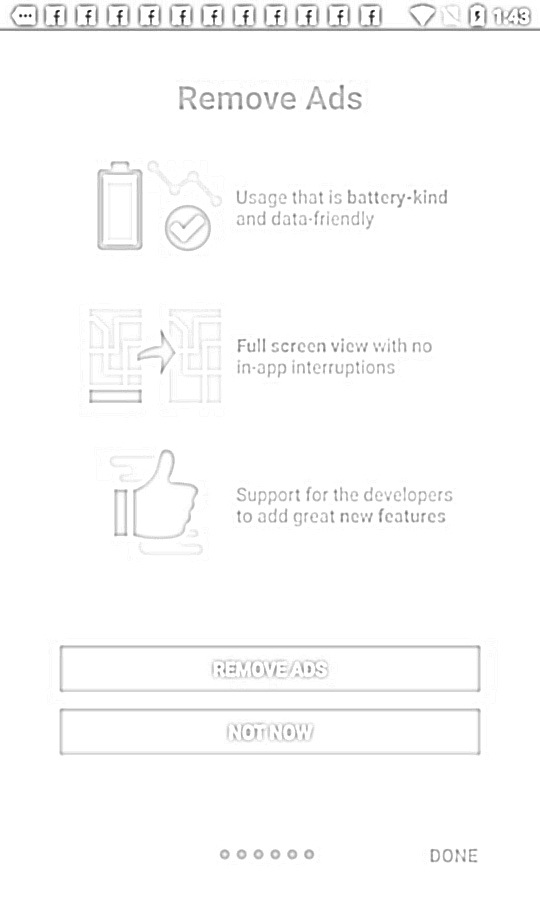 1:43
Remove Ads
Usage that is battery-kind
and data-friendly
Full screen view with no
in-app interruptions
Support for the developers
to add great new features
REMOVE ADS
NOT NOW
DONE